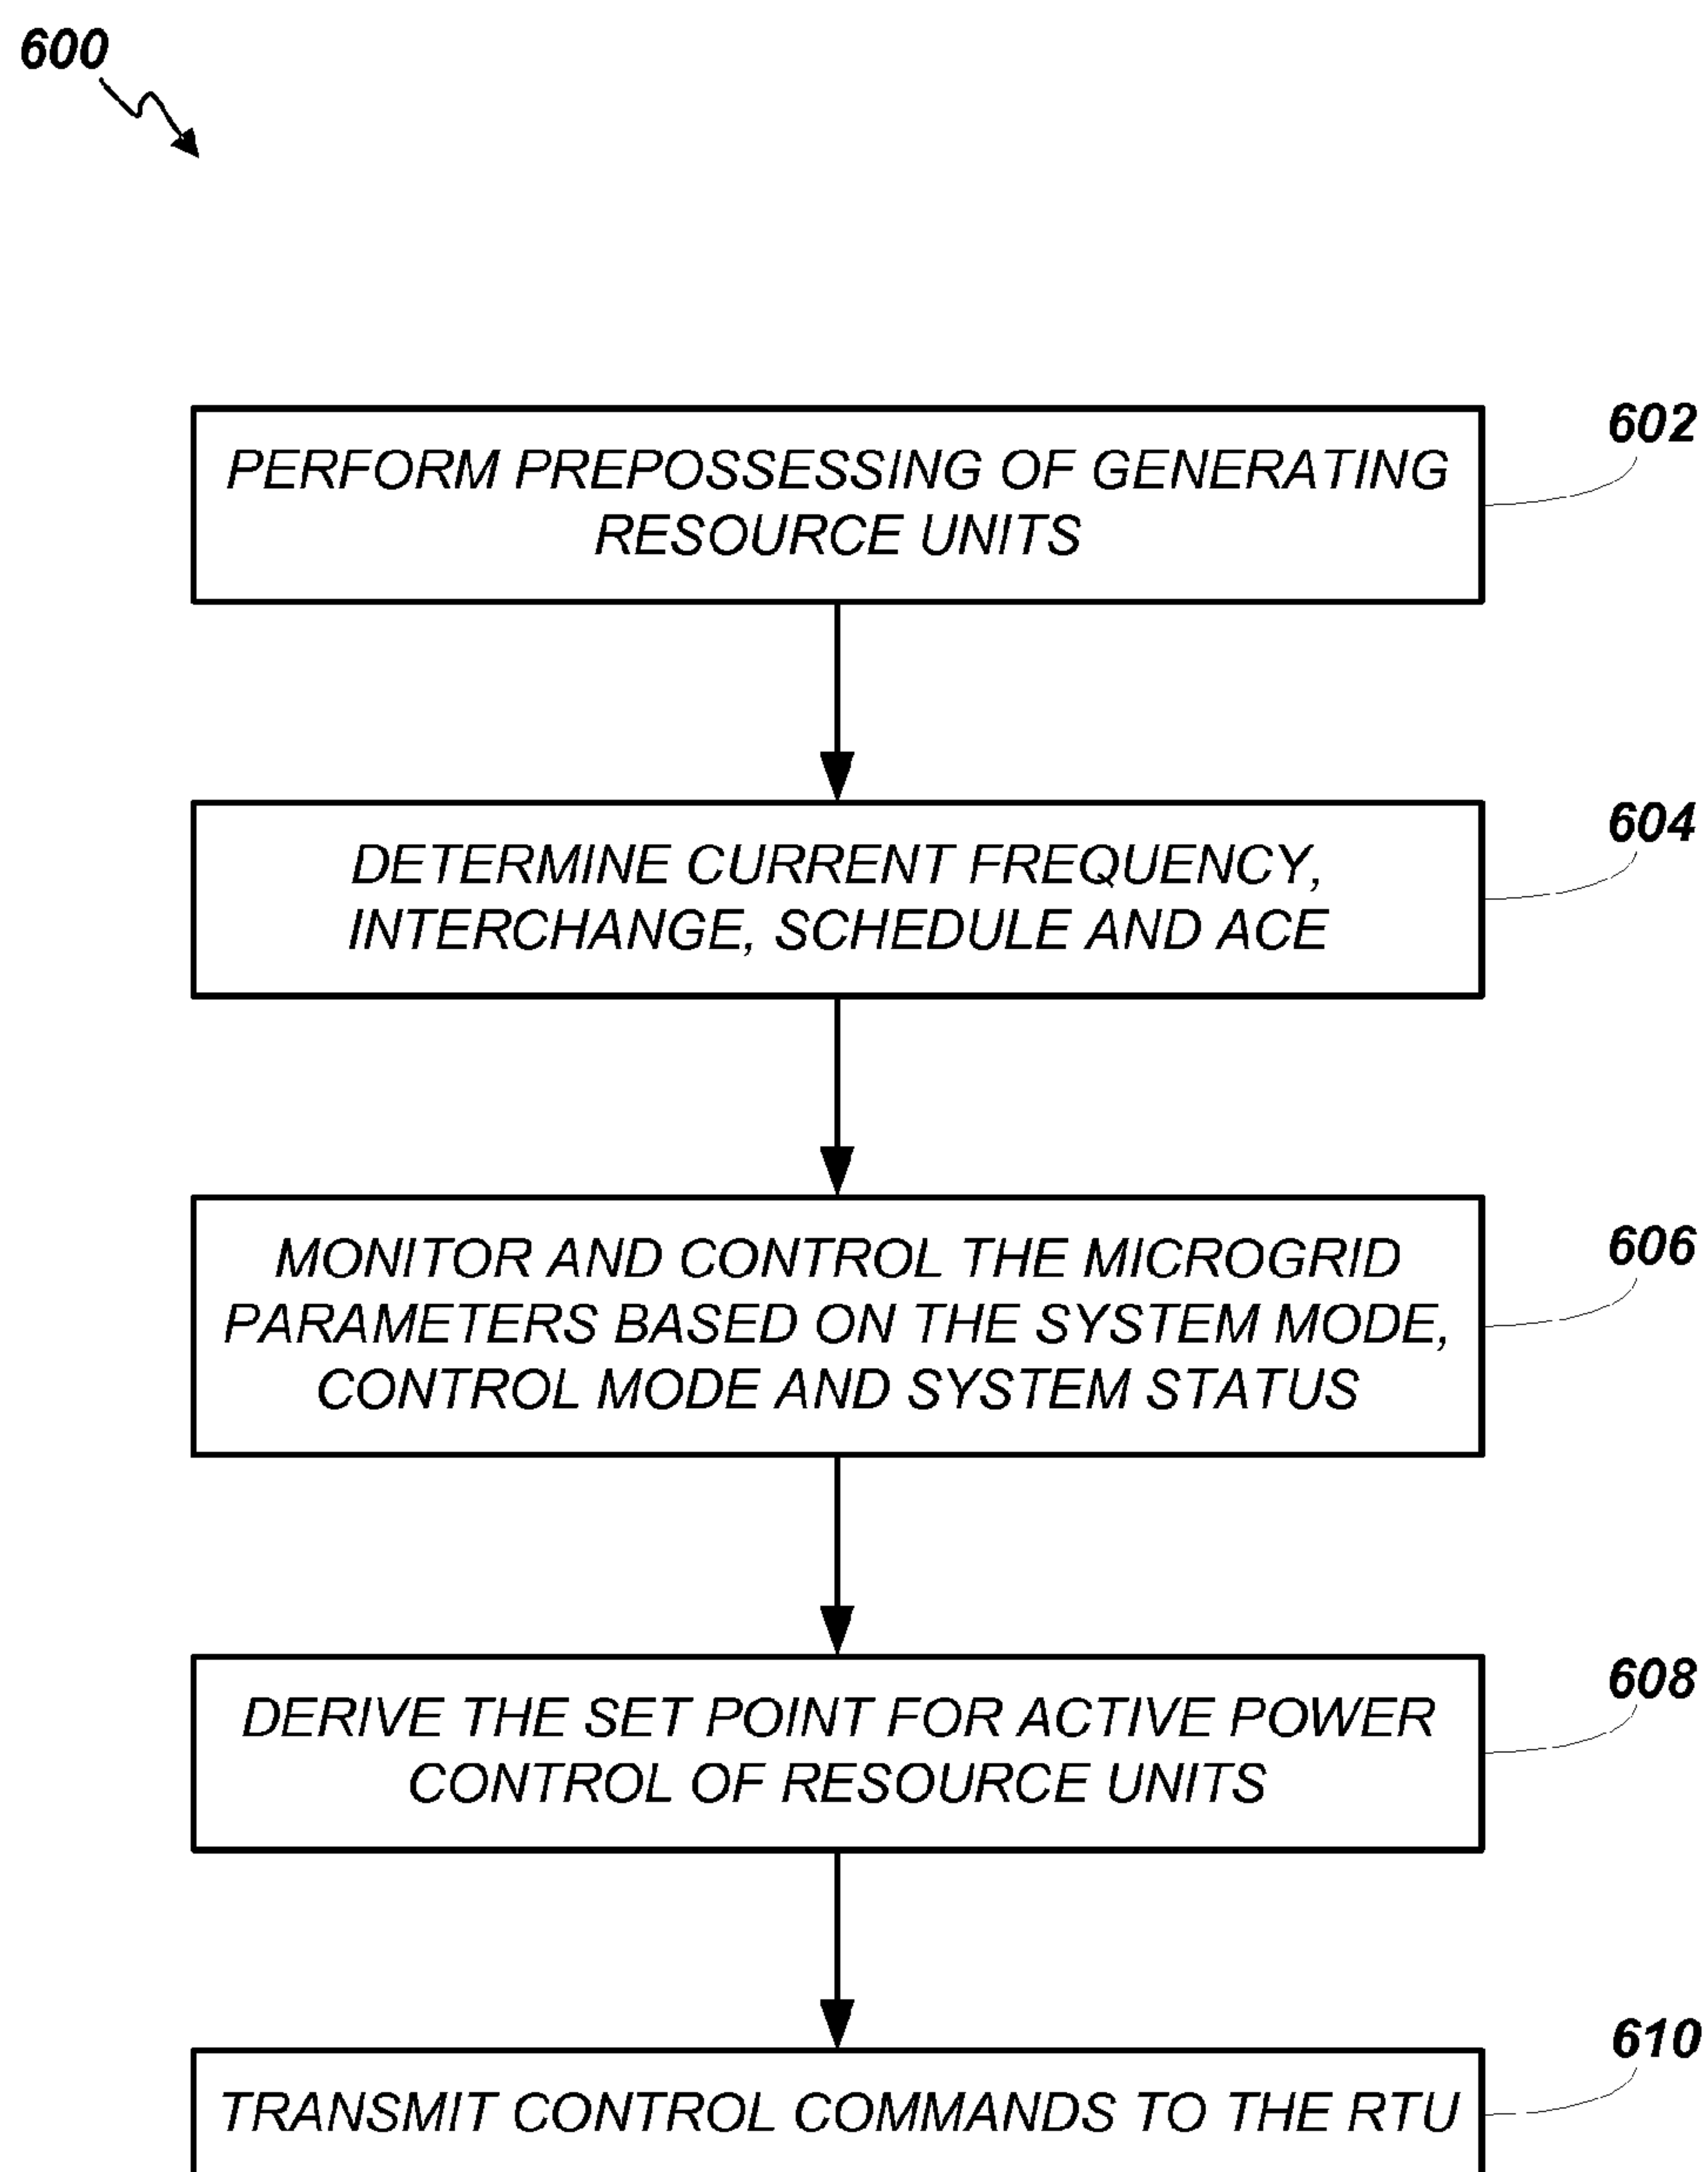 600
602
PERFORM PREPOSSESSING OF GENERATING
RESOURCE UNITS
604
DETERMINE CURRENT FREQUENCY,
INTERCHANGE, SCHEDULE AND ACE
606
MONITOR AND CONTROL THE MICROGRID
PARAMETERS BASED ON THE SYSTEM MODE,
CONTROL MODE AND SYSTEM STATUS
608
DERIVE THE SET POINT FOR ACTIVE POWER
CONTROL OF RESOURCE UNITS
610
TRANSMIT CONTROL COMMANDS TO THE RTU